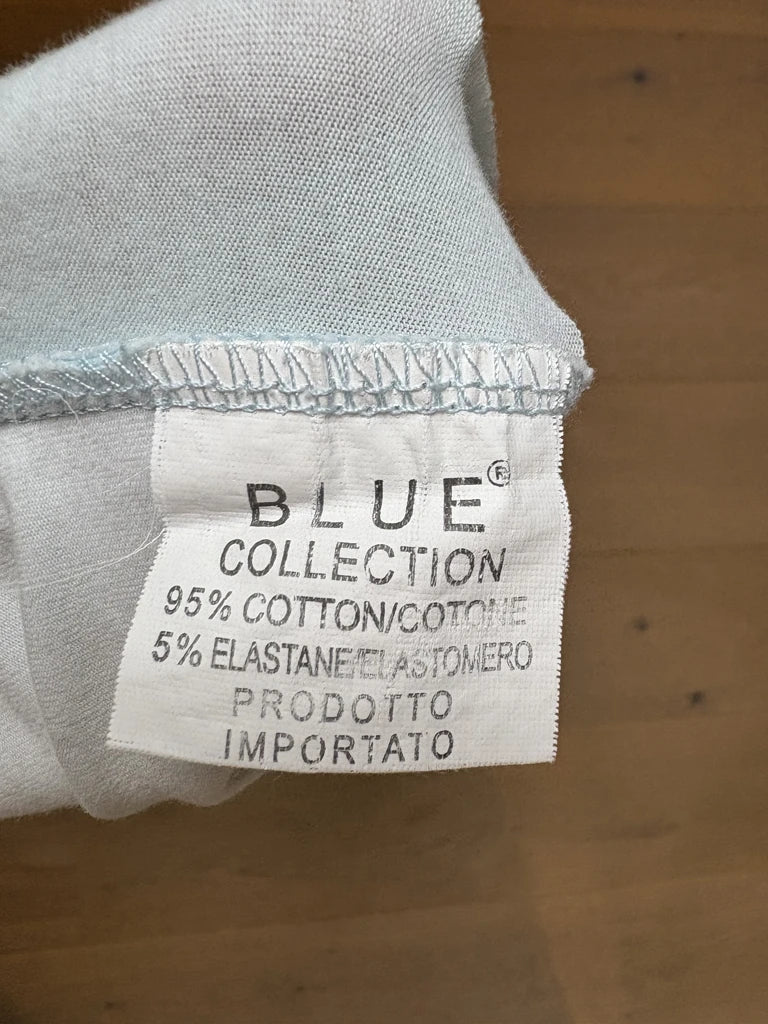 BLUE®
COLLECTION
95% COTTON/COTONE
5% ELASTANE/ELASTOMERO
PRODOTTO
IMPORTATO